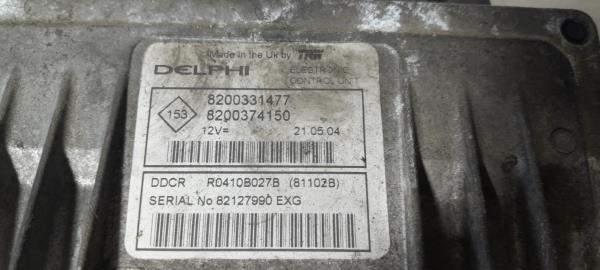 Made in the UK by TRW
DELPHI ELECTRONIC CONTROL UNIT
153
8200331477
8200374150
12V= 21.05.04
DDCR R0410B027B (81102B)
SERIAL No 82127990 EXG